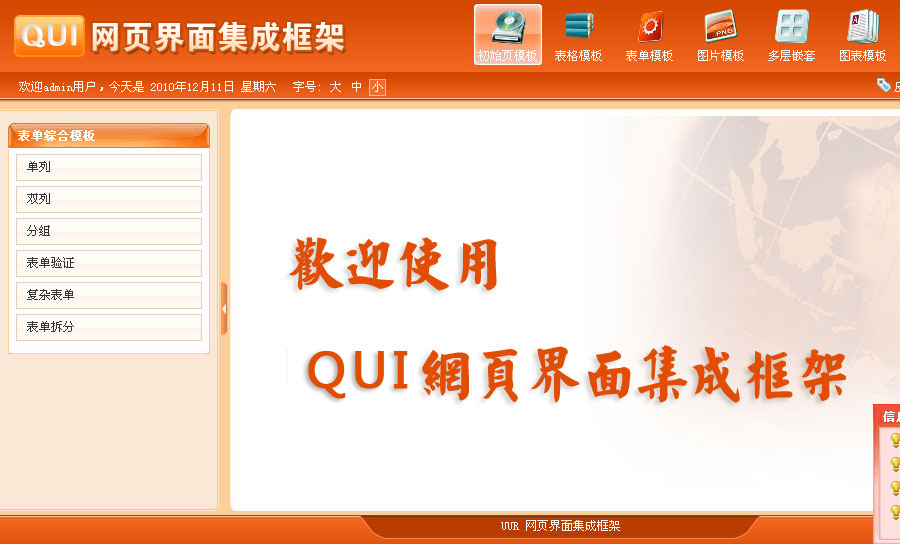 QUI 网页界面集成框架
初始页模板 表格模板 表单模板 图片模板 多层嵌套 图表模板
欢迎admin用户，今天是 2010年12月11日 星期六 字号: 大 中 小
表单综合模板
单列
双列
分组
表单验证
复杂表单
表单拆分
歡迎使用
QUI 網頁界面集成框架
UUR 网页界面集成框架